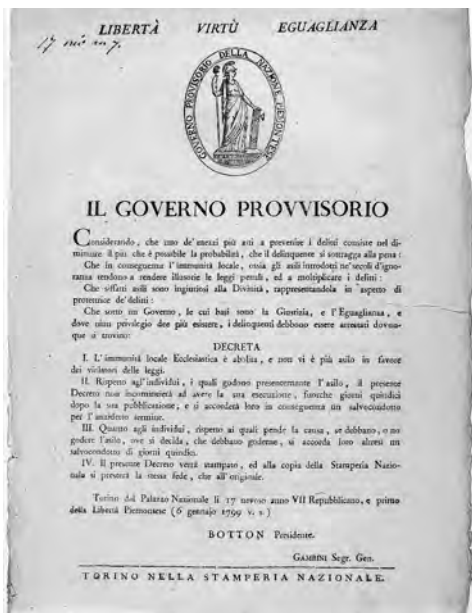 LIBERTÀ VIRTÙ EGUAGLIANZA
GOVERNO PROVVISORIO DELLA NAZIONE PIEMONTESE
IL GOVERNO PROVVISORIO
Considerando, che uno de' mezzi più atti a prevenire i delitti consiste nel di-
minuire il più che è possibile la probabilità, che il delinquente si sottragga alla pena:
Che in conseguenza l'immunità locale, ossia gli asili introdotti ne' secoli d'igno-
ranza tendono a rendere illusorie le leggi penali, ed a moltiplicare i delitti:
Che siffatti asili sono ingiuriosi alla Divinità, rappresentandola in aspetto di
protettrice de' delitti:
Che sotto un Governo, le cui basi sono la Giustizia, e l'Eguaglianza, e
dove niun privilegio dee più esistere, i delinquenti debbono essere arrestati dovun-
que si trovino:
DECRETA
I. L'immunità locale Ecclesiastica è abolita, e non vi è più asilo in favore
dei violatori delle leggi.
II. Rispetto agl'individui, i quali godono presentemente l'asilo, il presente
Decreto non incomincierà ad avere la sua esecuzione, fuorchè giorni quindici
dopo la sua pubblicazione, e si accorderà loro in conseguenza un salvocondotto
per l'anzidetto termine.
III. Quanto agli individui, rispetto ai quali pende la causa, se debbano, o no
godere l'asilo, ove si decida, che debbano goderne, si accorda loro altresì un
salvocondotto di giorni quindici.
IV. Il presente Decreto verrà stampato, ed alla copia della Stamperia Nazio-
nale si presterà la stessa fede, che all'originale.
Torino dal Palazzo Nazionale li 17 nevoso anno VII Repubblicano, e primo
della Libertà Piemontese (6 gennajo 1799 v. s.)
BOTTON Presidente.
GAMBINI Segr. Gen.
TORINO NELLA STAMPERIA NAZIONALE.